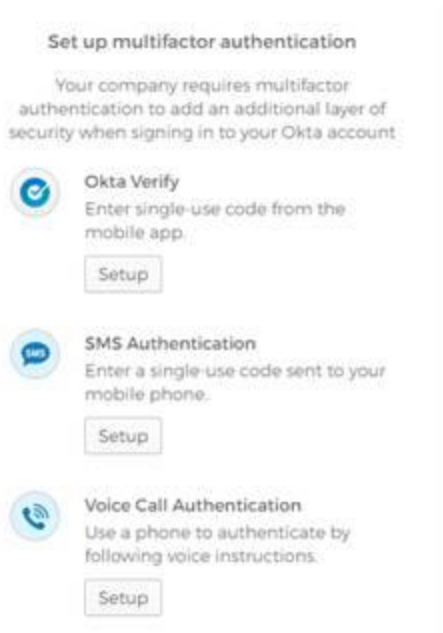 Set up multifactor authentication
Your company requires multifactor
authentication to add an additional layer of
security when signing in to your Okta account
Okta Verify
Enter single-use code from the
mobile app.
Setup
SMS
SMS Authentication
Enter a single-use code sent to your
mobile phone.
Setup
Voice Call Authentication
Use a phone to authenticate by
following voice instructions.
Setup